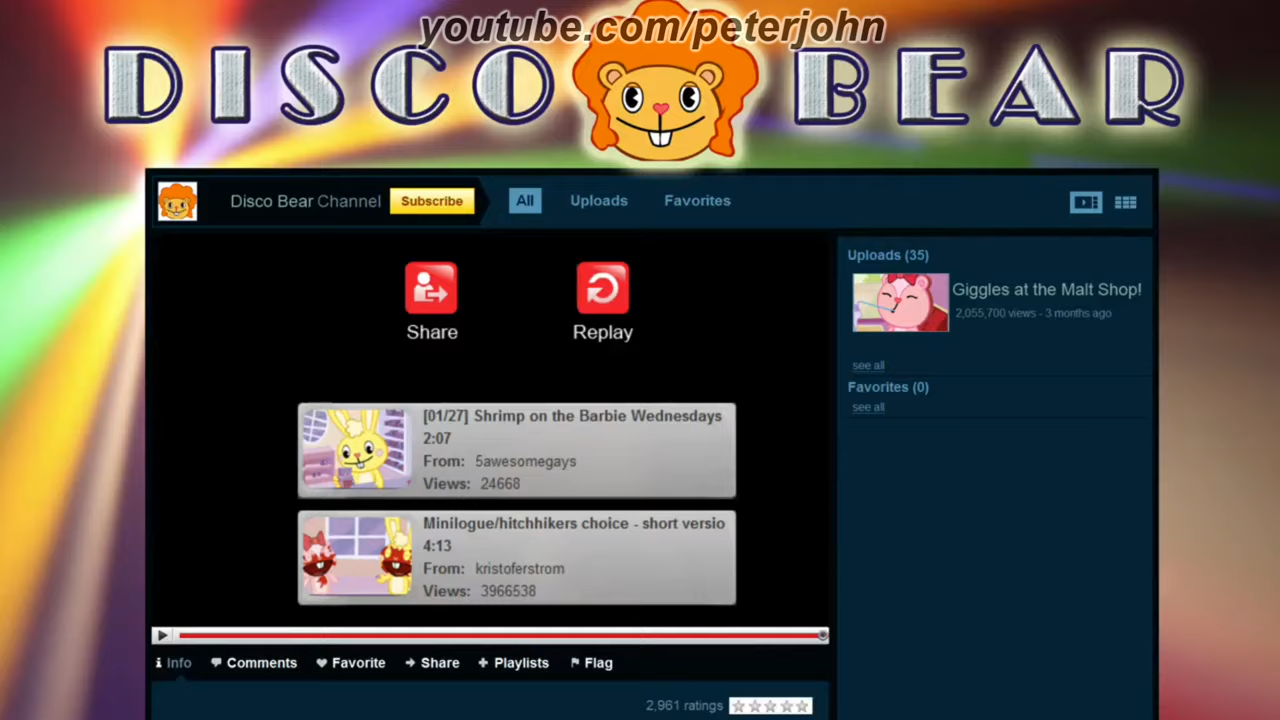 youtube.com/peterjohn
DISCO BEAR
Disco Bear Channel Subscribe All Uploads Favorites
Share Replay
[01/27] Shrimp on the Barbie Wednesdays
2:07
From: 5awesomegays
Views: 24668
Minilogue/hitchhikers choice - short versio
4:13
From: kristoferstrom
Views: 3966538
Info Comments Favorite Share Playlists Flag
2,961 ratings
Uploads (35)
Giggles at the Malt Shop!
2,055,700 views - 3 months ago
see all
Favorites (0)
see all